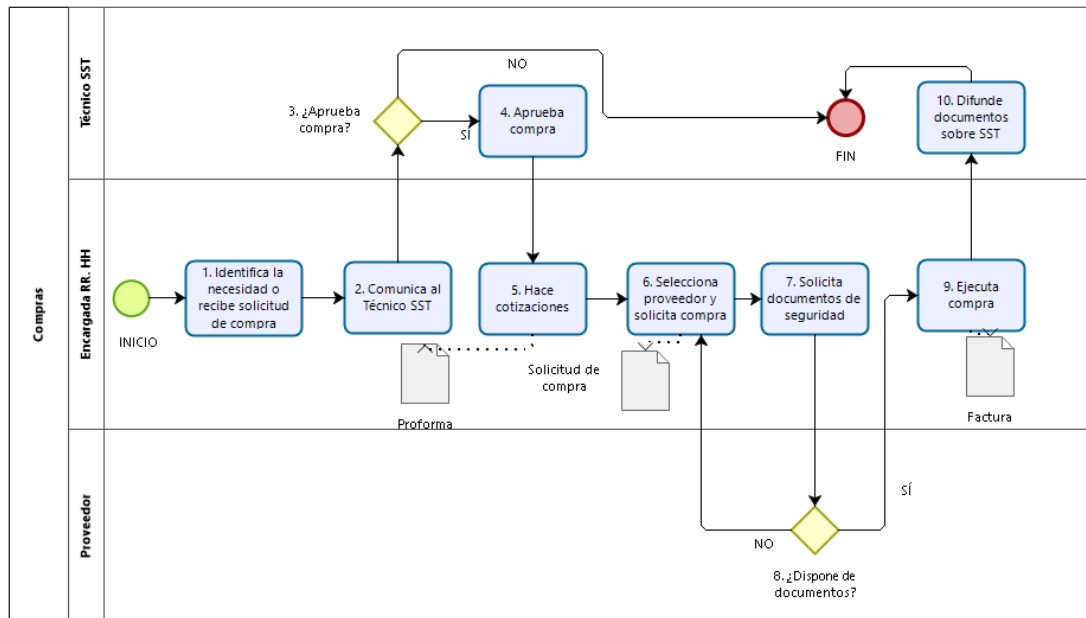 Compras
Técnico SST
3. ¿Aprueba
compra?
NO
SÍ
4. Aprueba
compra
FIN
10. Difunde
documentos
sobre SST
Encargada RR. HH
INICIO
1. Identifica la
necesidad o
recibe solicitud
de compra
2. Comunica al
Técnico SST
5. Hace
cotizaciones
Proforma
6. Selecciona
proveedor y
solicita compra
Solicitud de
compra
7. Solicita
documentos de
seguridad
9. Ejecuta
compra
Factura
Proveedor
NO
SÍ
8. ¿Dispone de
documentos?